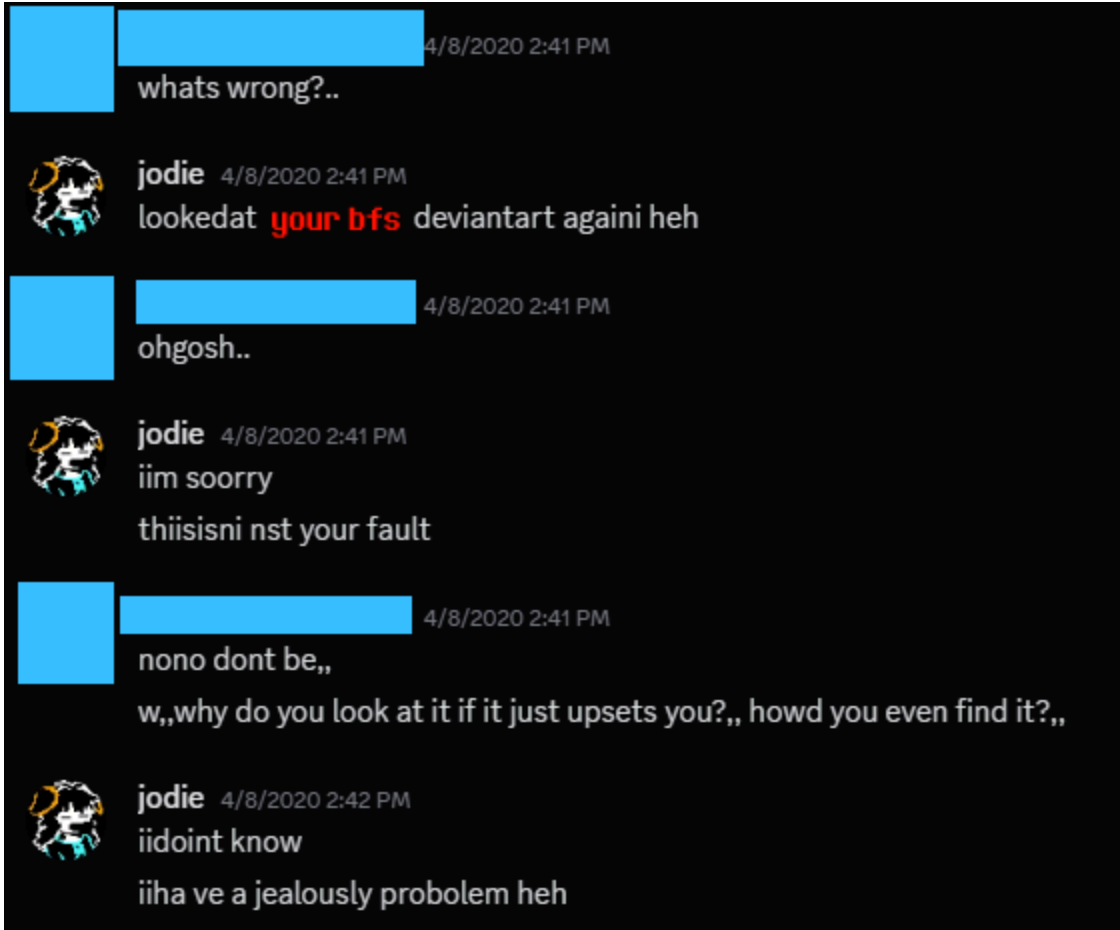 4/8/2020 2:41 PM
whats wrong?..
jodie 4/8/2020 2:41 PM
lookedat your bfs deviantart againi heh
4/8/2020 2:41 PM
ohgosh..
jodie 4/8/2020 2:41 PM
iim soorry
thiisisni nst your fault
4/8/2020 2:41 PM
nono dont be,,
w,,why do you look at it if it just upsets you?,, howd you even find it?,,
jodie 4/8/2020 2:42 PM
iidoint know
iiha ve a jealously probolem heh